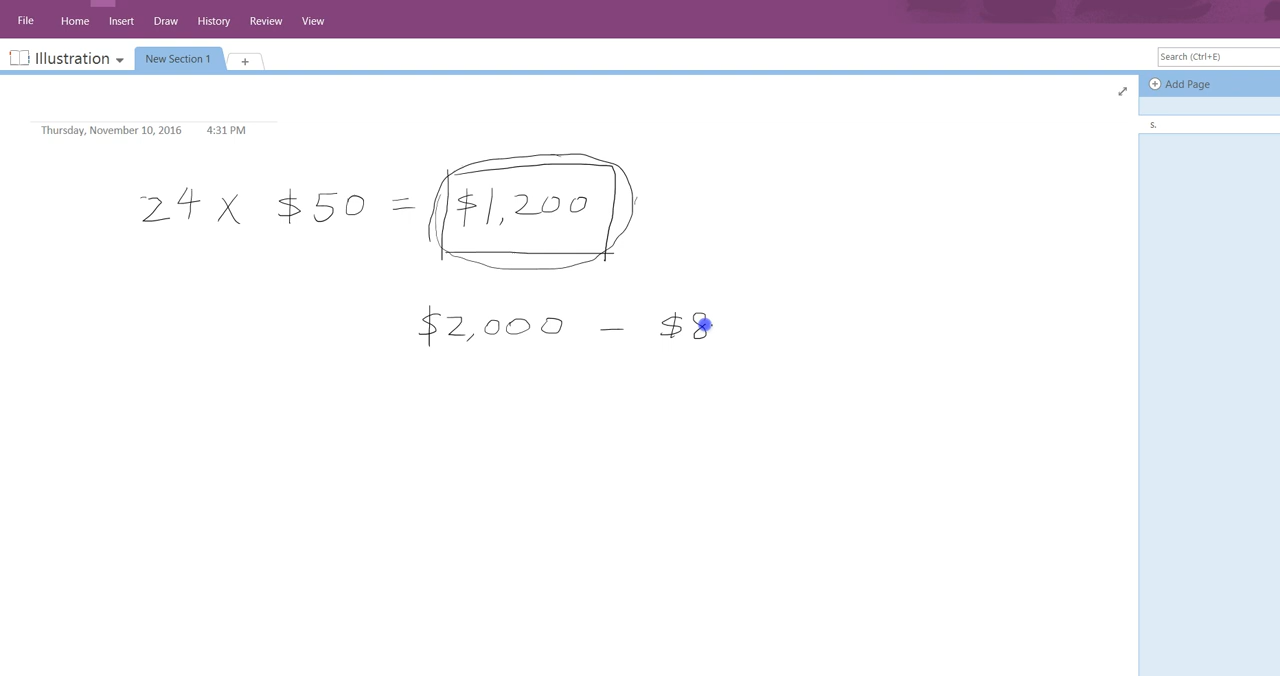 File Home Insert Draw History Review View
Illustration New Section 1 + Search (Ctrl+E)
Add Page
Thursday, November 10, 2016 4:31 PM
s.
24 x $50 = $1,200
$2,000 - $8